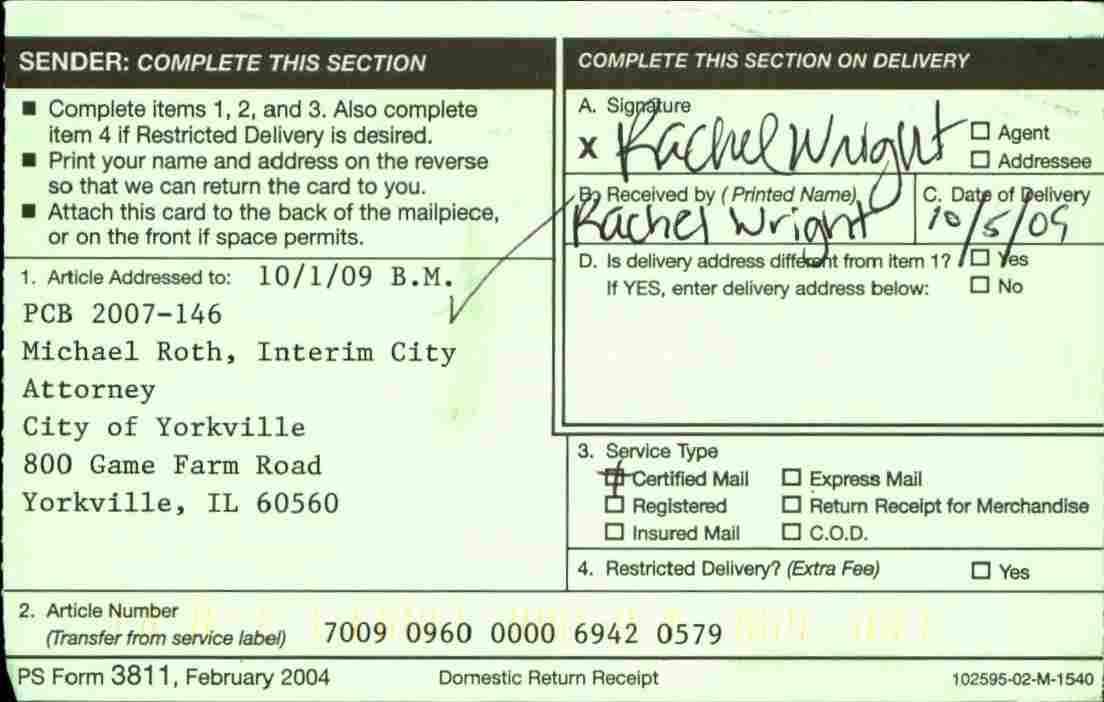 SENDER: COMPLETE THIS SECTION
■ Complete items 1, 2, and 3. Also complete
item 4 if Restricted Delivery is desired.
■ Print your name and address on the reverse
so that we can return the card to you.
■ Attach this card to the back of the mailpiece,
or on the front if space permits.
1. Article Addressed to: 10/1/09 B.M.
PCB 2007-146
Michael Roth, Interim City
Attorney
City of Yorkville
800 Game Farm Road
Yorkville, IL 60560
2. Article Number
(Transfer from service label) 7009 0960 0000 6942 0579
COMPLETE THIS SECTION ON DELIVERY
A. Signature
X Rachel Wright
☐ Agent
☐ Addressee
B. Received by (Printed Name)
Rachel Wright
C. Date of Delivery
10/5/09
D. Is delivery address different from item 1? ☐ Yes
If YES, enter delivery address below: ☐ No
3. Service Type
☒ Certified Mail ☐ Express Mail
☐ Registered ☐ Return Receipt for Merchandise
☐ Insured Mail ☐ C.O.D.
4. Restricted Delivery? (Extra Fee) ☐ Yes
PS Form 3811, February 2004 Domestic Return Receipt 102595-02-M-1540